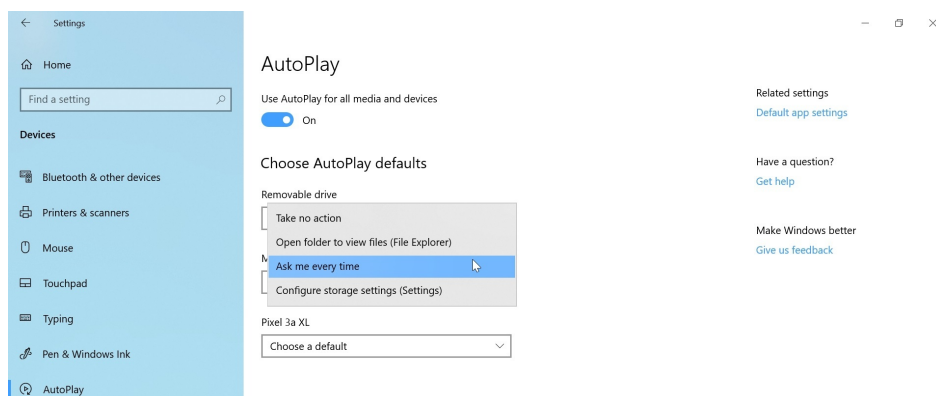 Settings
Home
Find a setting
Devices
Bluetooth & other devices
Printers & scanners
Mouse
Touchpad
Typing
Pen & Windows Ink
AutoPlay
AutoPlay
Use AutoPlay for all media and devices
On
Choose AutoPlay defaults
Removable drive
Take no action
Open folder to view files (File Explorer)
Ask me every time
Configure storage settings (Settings)
Pixel 3a XL
Choose a default
Related settings
Default app settings
Have a question?
Get help
Make Windows better
Give us feedback